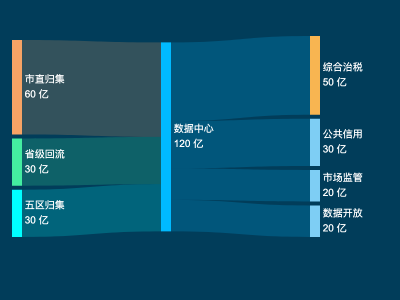 市直归集
60 亿
省级回流
30 亿
五区归集
30 亿
数据中心
120 亿
综合治税
50 亿
公共信用
30 亿
市场监管
20 亿
数据开放
20 亿